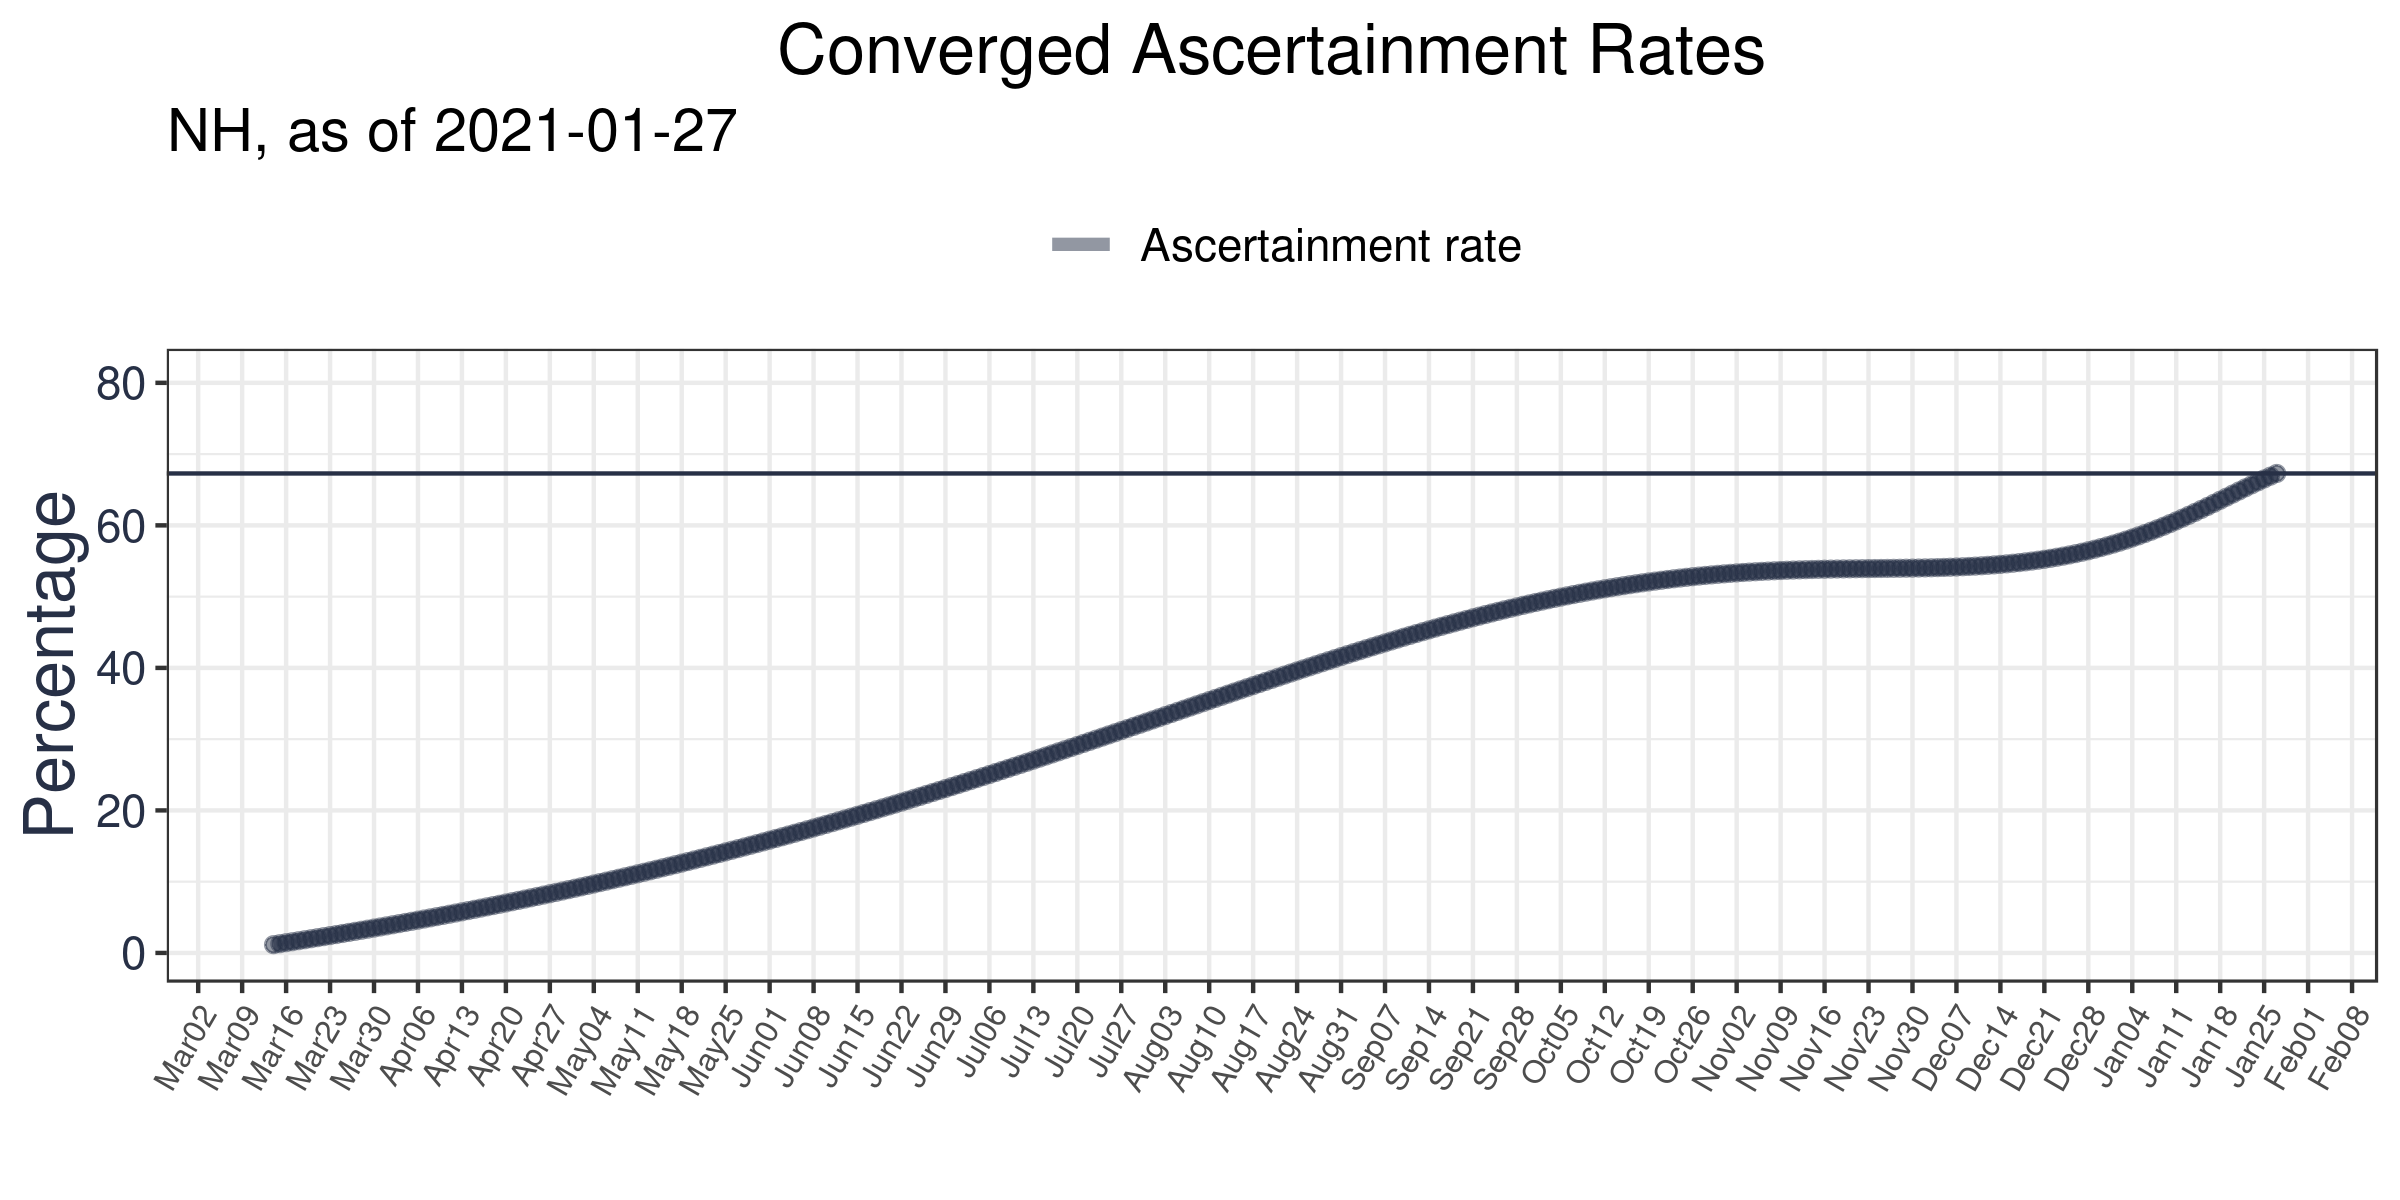 Converged Ascertainment Rates
NH, as of 2021-01-27
Ascertainment rate
Percentage
80
60
40
20
0
Mar02
Mar09
Mar16
Mar23
Mar30
Apr06
Apr13
Apr20
Apr27
May04
May11
May18
May25
Jun01
Jun08
Jun15
Jun22
Jun29
Jul06
Jul13
Jul20
Jul27
Aug03
Aug10
Aug17
Aug24
Aug31
Sep07
Sep14
Sep21
Sep28
Oct05
Oct12
Oct19
Oct26
Nov02
Nov09
Nov16
Nov23
Nov30
Dec07
Dec14
Dec21
Dec28
Jan04
Jan11
Jan18
Jan25
Feb01
Feb08